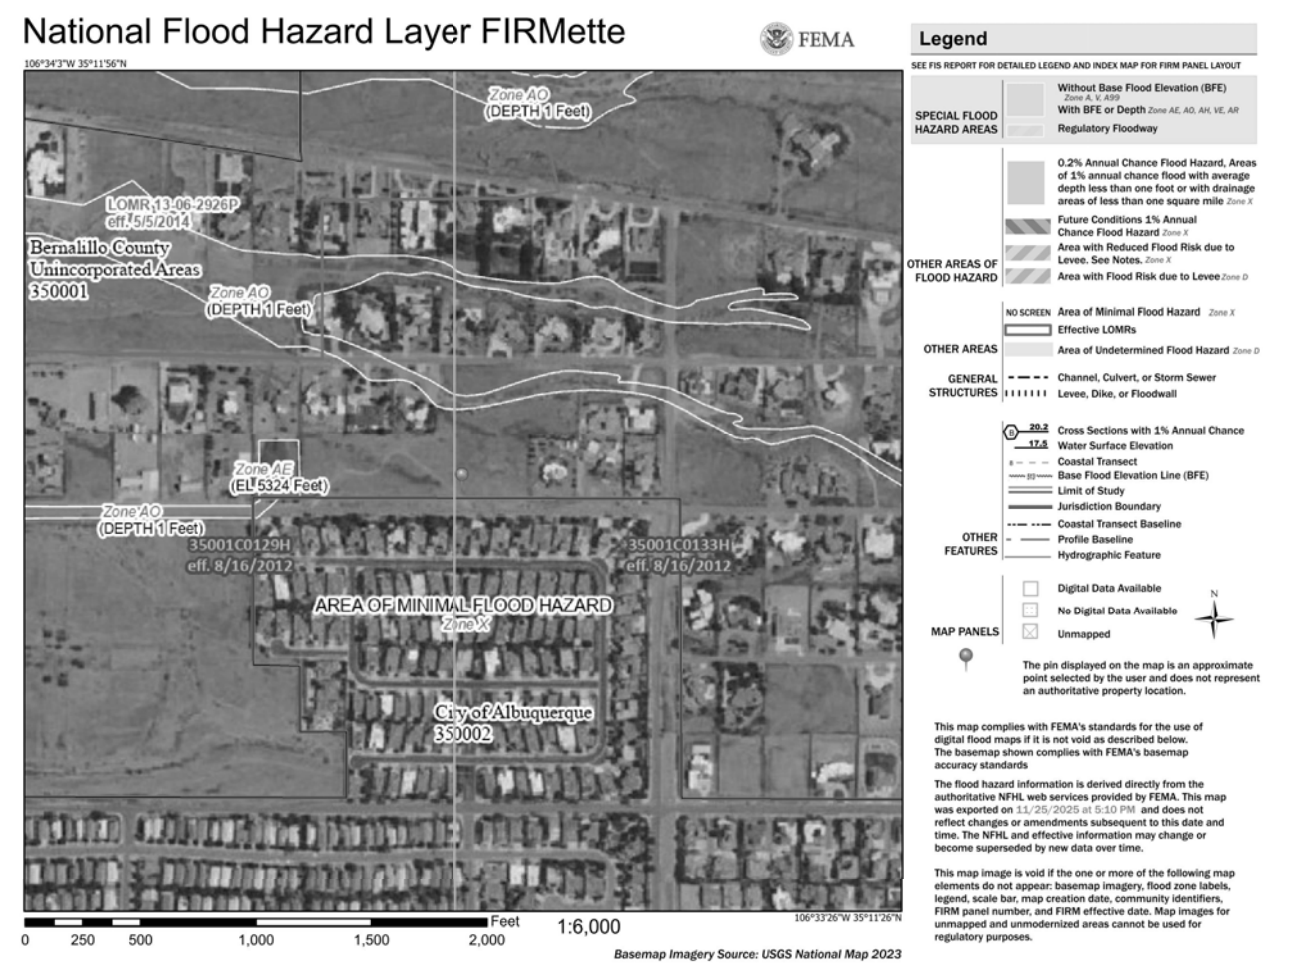 National Flood Hazard Layer FIRMette
FEMA
106°34'3"W 35°11'56"N
Zone AO
(DEPTH 1 Feet)
LOMR 13-06-2926P
eff. 5/5/2014
Bernalillo County
Unincorporated Areas
350001
Zone AO
(DEPTH 1 Feet)
Zone AE
(EL 5324 Feet)
Zone AO
(DEPTH 1 Feet)
35001C0129H
eff. 8/16/2012
35001C0133H
eff. 8/16/2012
AREA OF MINIMAL FLOOD HAZARD
Zone X
City of Albuquerque
350002
106°33'26"W 35°11'26"N
Feet
1:6,000
0 250 500 1,000 1,500 2,000
Basemap Imagery Source: USGS National Map 2023
Legend
SEE FIS REPORT FOR DETAILED LEGEND AND INDEX MAP FOR FIRM PANEL LAYOUT
SPECIAL FLOOD
HAZARD AREAS
Without Base Flood Elevation (BFE)
Zone A, V, A99
With BFE or Depth Zone AE, AO, AH, VE, AR
Regulatory Floodway
0.2% Annual Chance Flood Hazard, Areas
of 1% annual chance flood with average
depth less than one foot or with drainage
areas of less than one square mile Zone X
Future Conditions 1% Annual
Chance Flood Hazard Zone X
Area with Reduced Flood Risk due to
Levee. See Notes. Zone X
Area with Flood Risk due to Levee Zone D
OTHER AREAS OF
FLOOD HAZARD
NO SCREEN Area of Minimal Flood Hazard Zone X
Effective LOMRs
OTHER AREAS
Area of Undetermined Flood Hazard Zone D
GENERAL
STRUCTURES
Channel, Culvert, or Storm Sewer
Levee, Dike, or Floodwall
B 20.2 Cross Sections with 1% Annual Chance
17.5 Water Surface Elevation
Coastal Transect
Base Flood Elevation Line (BFE)
Limit of Study
Jurisdiction Boundary
Coastal Transect Baseline
OTHER
FEATURES
Profile Baseline
Hydrographic Feature
Digital Data Available
No Digital Data Available
Unmapped
MAP PANELS
N
The pin displayed on the map is an approximate
point selected by the user and does not represent
an authoritative property location.
This map complies with FEMA's standards for the use of
digital flood maps if it is not void as described below.
The basemap shown complies with FEMA's basemap
accuracy standards
The flood hazard information is derived directly from the
authoritative NFHL web services provided by FEMA. This map
was exported on 11/25/2025 at 5:10 PM and does not
reflect changes or amendments subsequent to this date and
time. The NFHL and effective information may change or
become superseded by new data over time.
This map image is void if the one or more of the following map
elements do not appear: basemap imagery, flood zone labels,
legend, scale bar, map creation date, community identifiers,
FIRM panel number, and FIRM effective date. Map images for
unmapped and unmodernized areas cannot be used for
regulatory purposes.